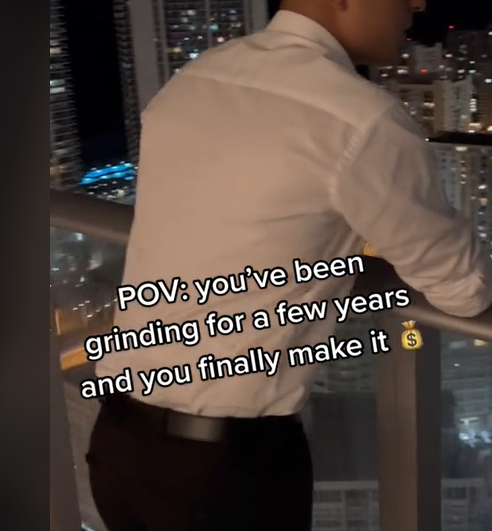 POV: you've been
grinding for a few years
and you finally make it 💰